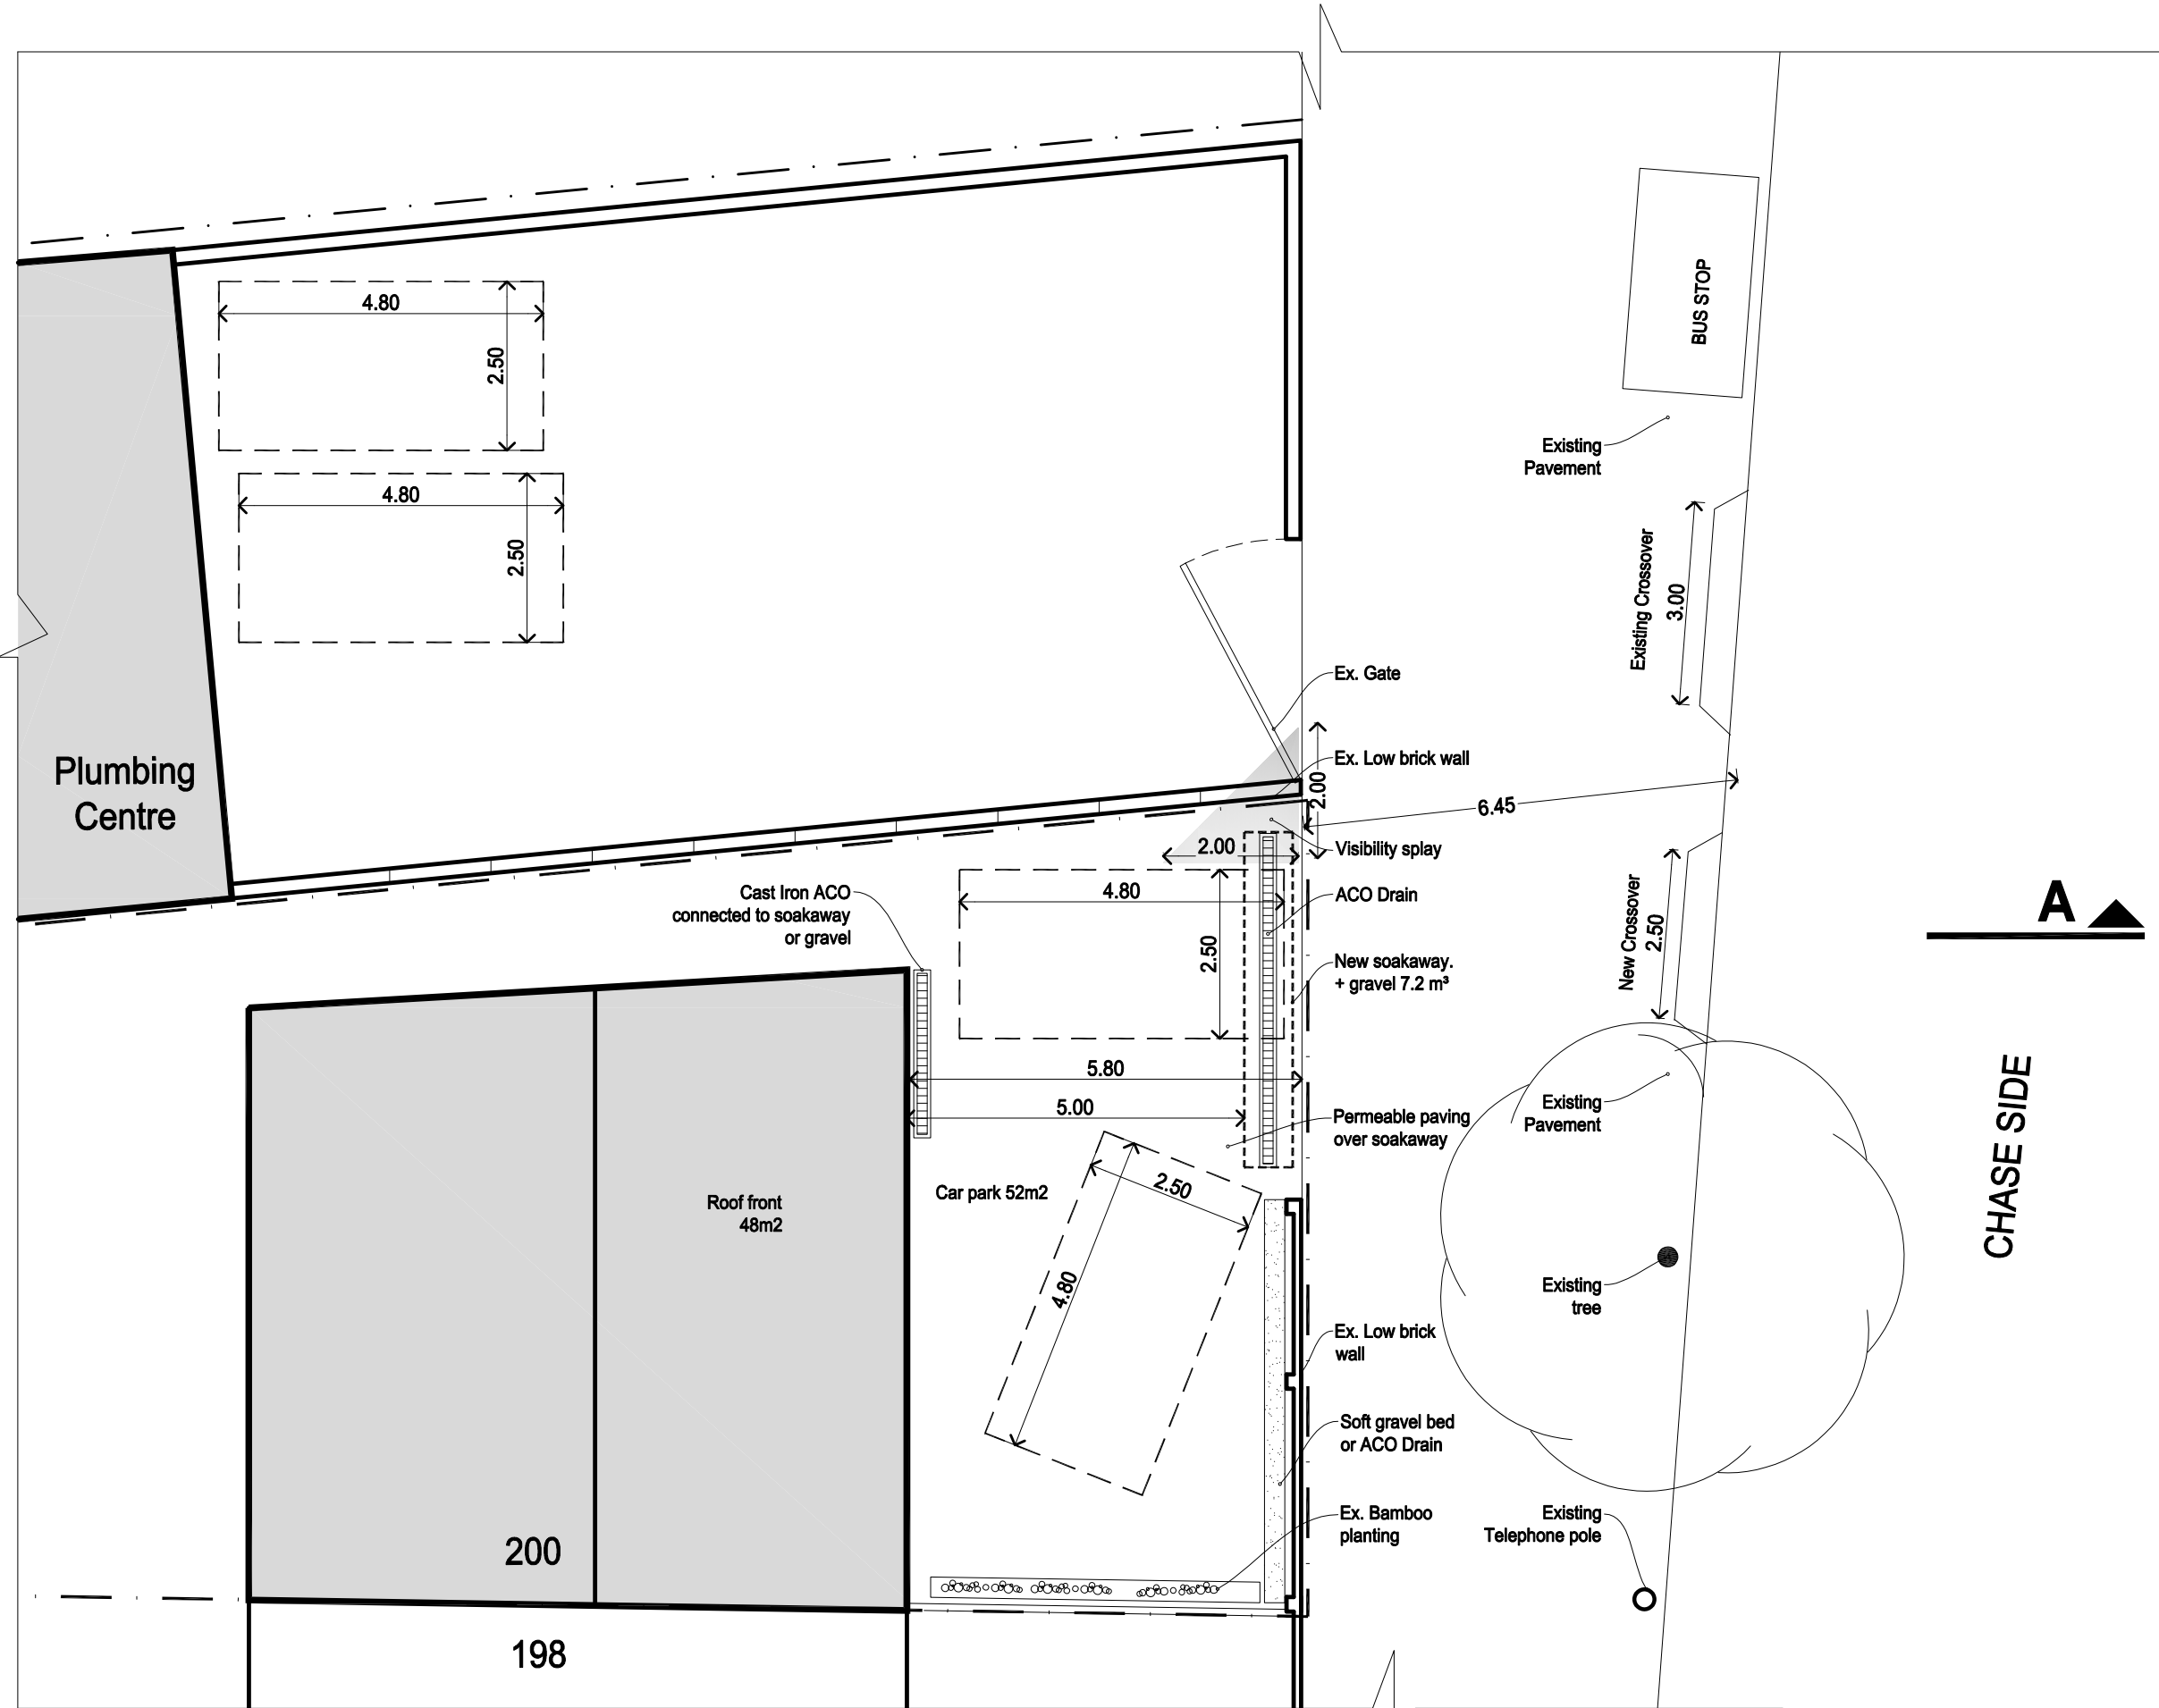 4.80
2.50
4.80
2.50
BUS STOP
Existing
Pavement
Existing Crossover
3.00
Ex. Gate
Plumbing
Centre
Ex. Low brick wall
2.00
6.45
2.00
Visibility splay
Cast Iron ACO
connected to soakaway
or gravel
4.80
2.50
ACO Drain
New Crossover
2.50
A
New soakaway.
+ gravel 7.2 m³
5.80
5.00
Permeable paving
over soakaway
Existing
Pavement
CHASE SIDE
Car park 52m2
2.50
4.80
Roof front
48m2
Existing
tree
Ex. Low brick
wall
Soft gravel bed
or ACO Drain
Ex. Bamboo
planting
Existing
Telephone pole
200
198